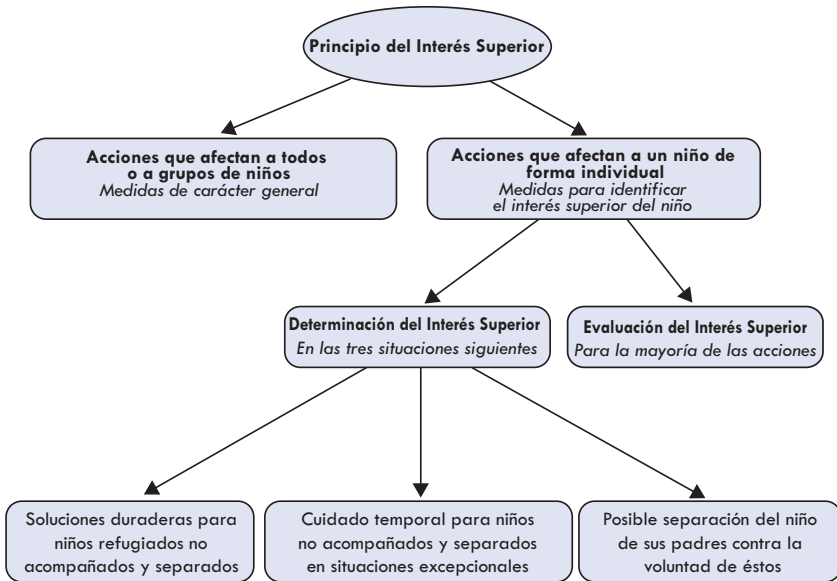 Principio del Interés Superior
Acciones que afectan a todos
o a grupos de niños
Medidas de carácter general
Acciones que afectan a un niño de
forma individual
Medidas para identificar
el interés superior del niño
Determinación del Interés Superior
En las tres situaciones siguientes
Evaluación del Interés Superior
Para la mayoría de las acciones
Soluciones duraderas para
niños refugiados no
acompañados y separados
Cuidado temporal para niños
no acompañados y separados
en situaciones excepcionales
Posible separación del niño
de sus padres contra la
voluntad de éstos